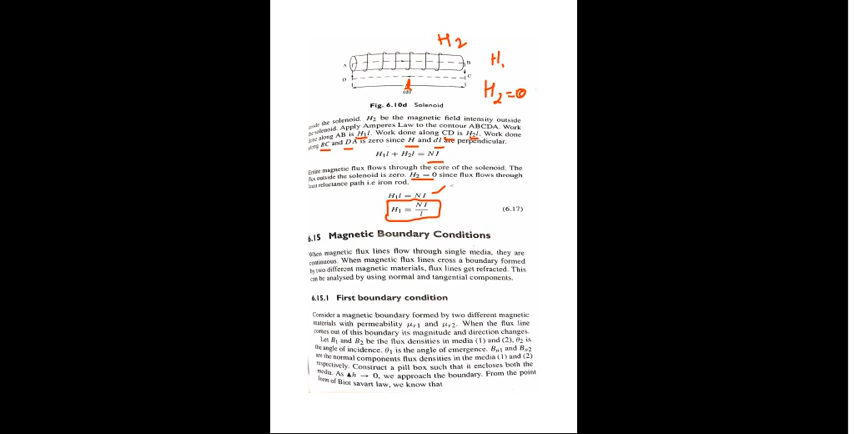 H2
H1
H2=0
A
B
D
C
Fig. 6.10d Solenoid
the solenoid. H2 be the magnetic field intensity outside
solenoid. Apply Amperes Law to the contour ABCDA. Work
along AB is H1l. Work done along CD is H2l. Work done
along BC and DA is zero since H and dl are perpendicular.
H1l + H2l = NI
Entire magnetic flux flows through the core of the solenoid. The
flux outside the solenoid is zero. H2 = 0 since flux flows through
least reluctance path i.e iron rod.
H1l = NI
H1 = NI/l (6.17)
6.15 Magnetic Boundary Conditions
When magnetic flux lines flow through single media, they are
continuous. When magnetic flux lines cross a boundary formed
by two different magnetic materials, flux lines get refracted. This
can be analysed by using normal and tangential components.
6.15.1 First boundary condition
Consider a magnetic boundary formed by two different magnetic
materials with permeability μr1 and μr2. When the flux line
comes out of this boundary its magnitude and direction changes.
Let B1 and B2 be the flux densities in media (1) and (2), θ2 is
the angle of incidence. θ1 is the angle of emergence. Bn1 and Bn2
are the normal components flux densities in the media (1) and (2)
respectively. Construct a pill box such that it encloses both the
media. As Δh → 0, we approach the boundary. From the point
form of Biot savart law, we know that